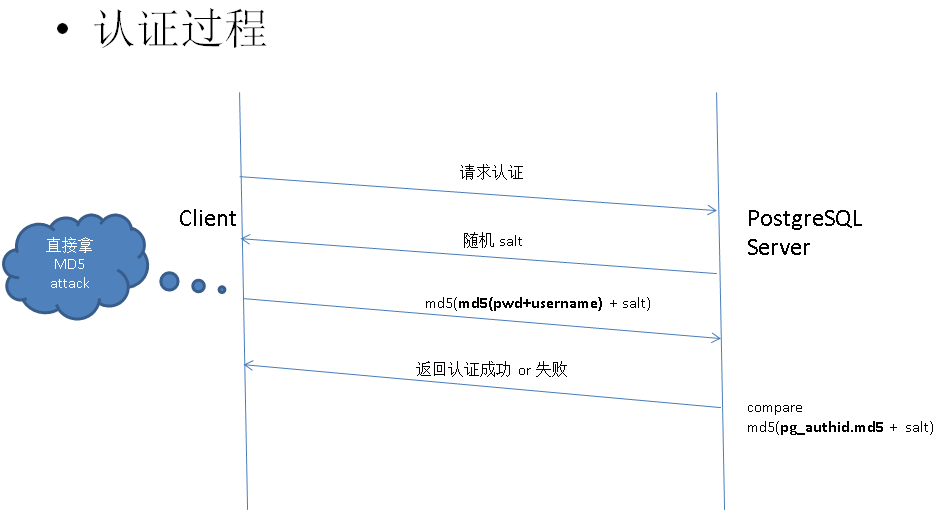 • 认证过程
请求认证
Client
PostgreSQL
Server
随机 salt
直接拿
MD5
attack
md5(md5(pwd+username) + salt)
返回认证成功 or 失败
compare
md5(pg_authid.md5 + salt)